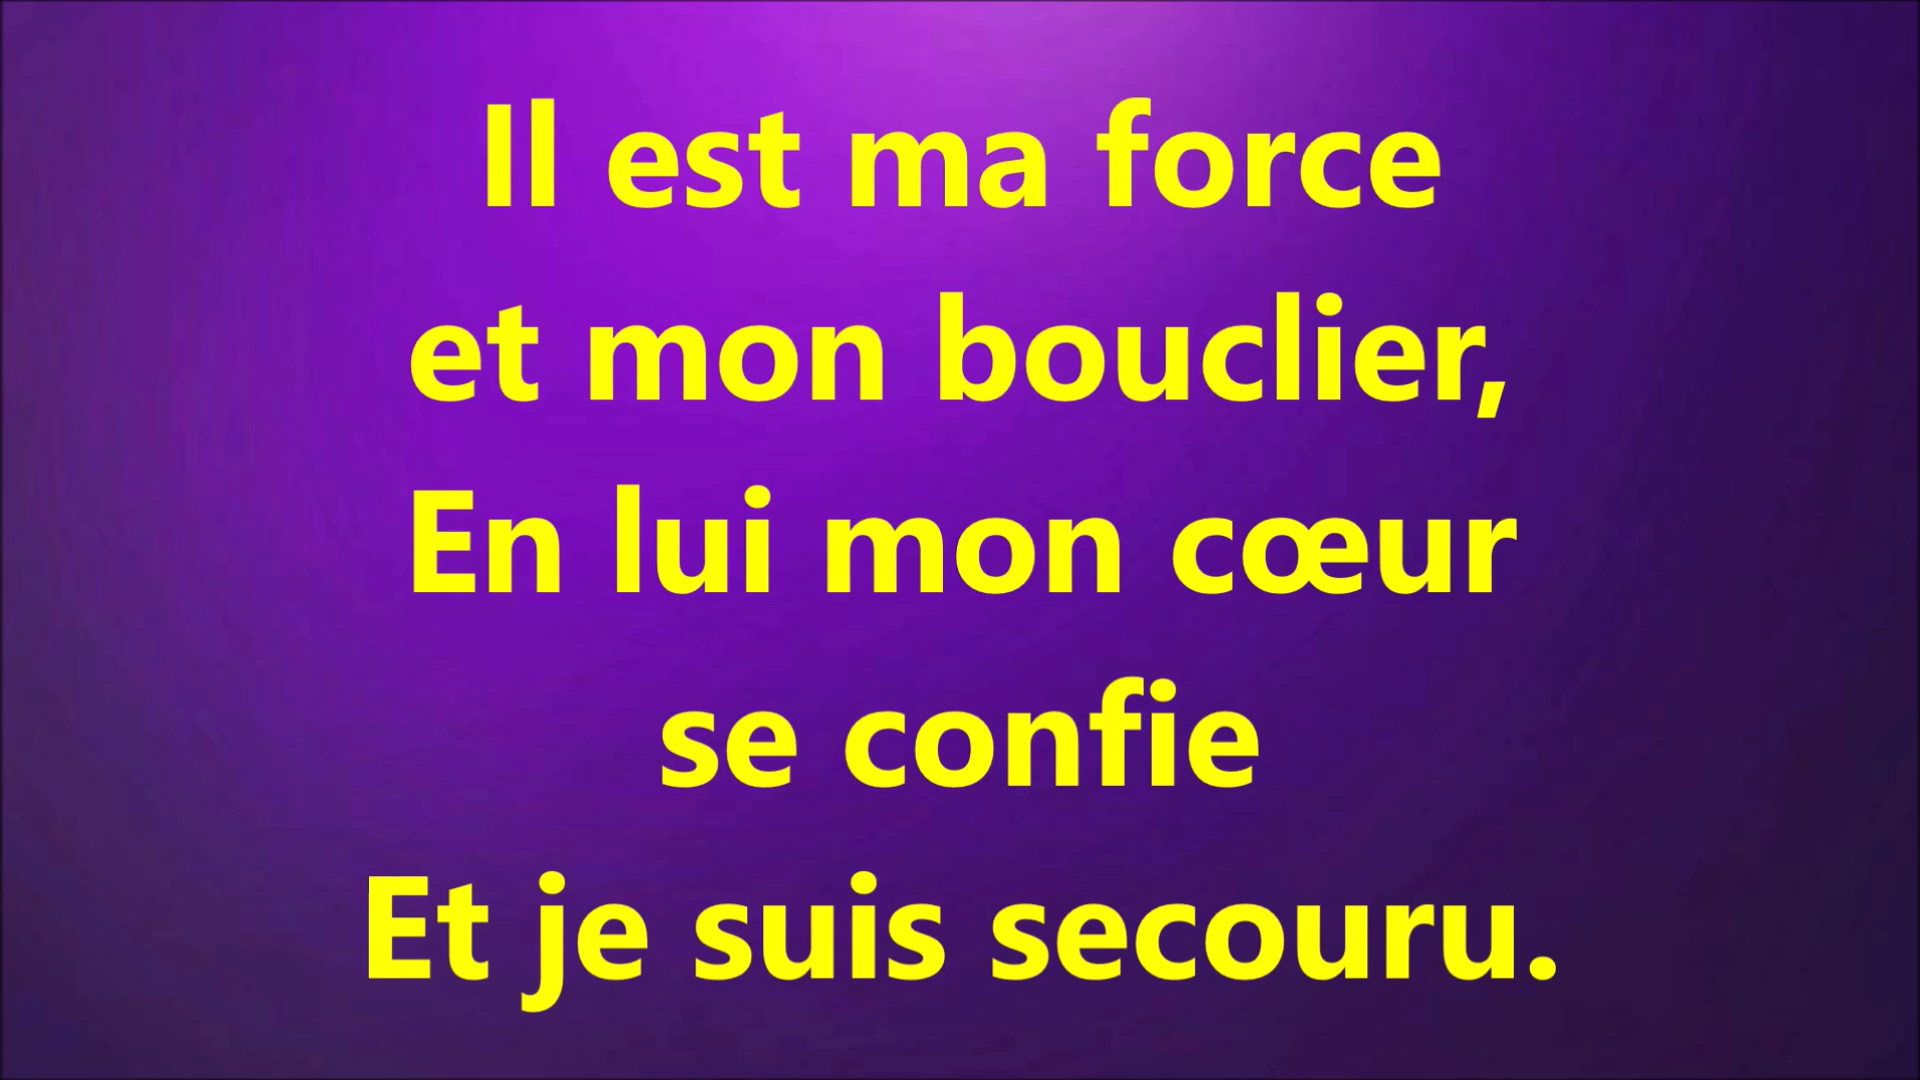 Il est ma force
et mon bouclier,
En lui mon cœur
se confie
Et je suis secouru.